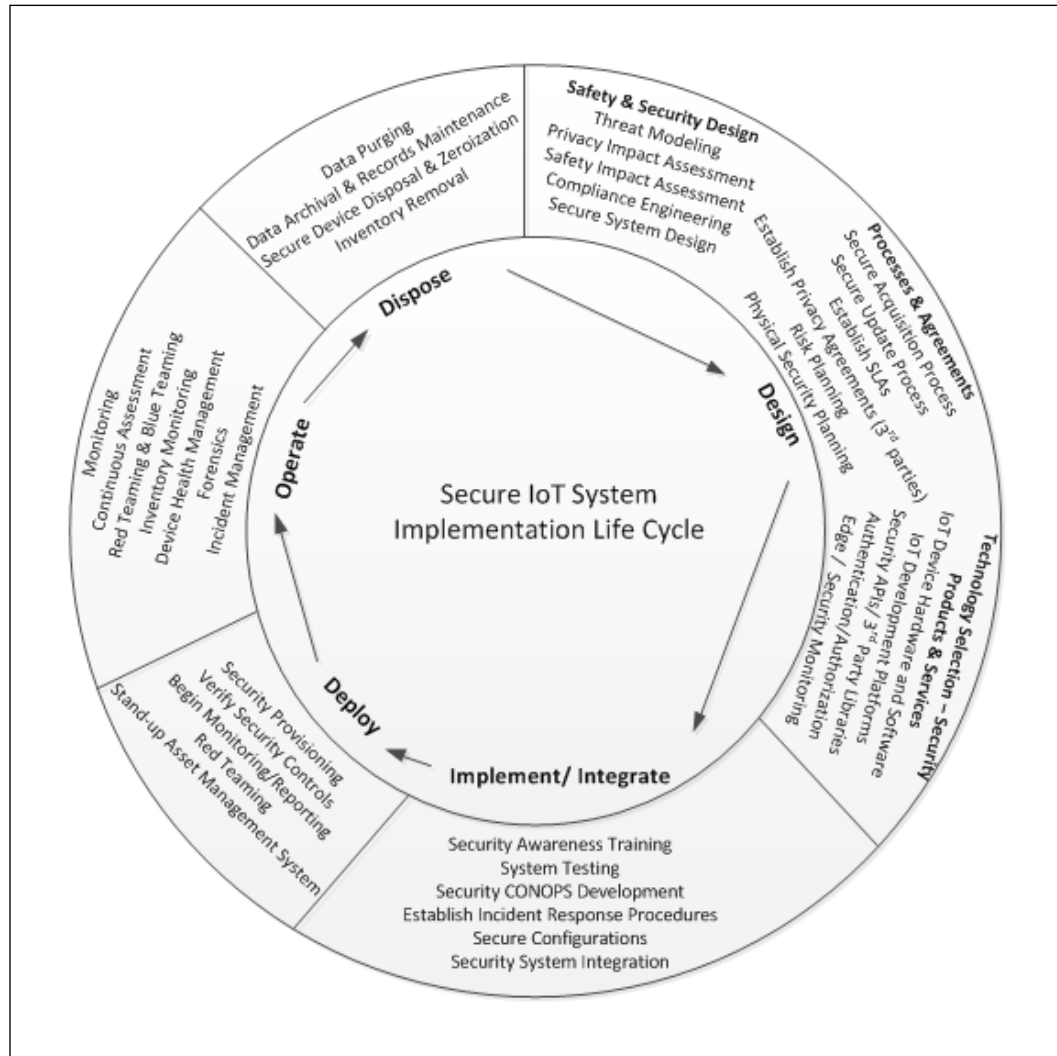 Safety & Security Design
Threat Modeling
Privacy Impact Assessment
Safety Impact Assessment
Compliance Engineering
Secure System Design
Processes & Agreements
Secure Acquisition Process
Secure Update Process
Establish SLAs
Establish Privacy Agreements (3rd parties)
Risk Planning
Physical Security Planning
Technology Selection – Security
Products & Services
IoT Device Hardware and Software
IoT Development Platforms
Security APIs/ 3rd Party Libraries
Authentication/Authorization
Edge / Security Monitoring
Security Awareness Training
System Testing
Security CONOPS Development
Establish Incident Response Procedures
Secure Configurations
Security System Integration
Security Provisioning
Verify Security Controls
Begin Monitoring/Reporting
Red Teaming
Stand-up Asset Management System
Monitoring
Continuous Assessment
Red Teaming & Blue Teaming
Inventory Monitoring
Device Health Management
Forensics
Incident Management
Data Purging
Data Archival & Records Maintenance
Secure Device Disposal & Zeroization
Inventory Removal
Dispose
Design
Implement/ Integrate
Deploy
Operate
Secure IoT System
Implementation Life Cycle